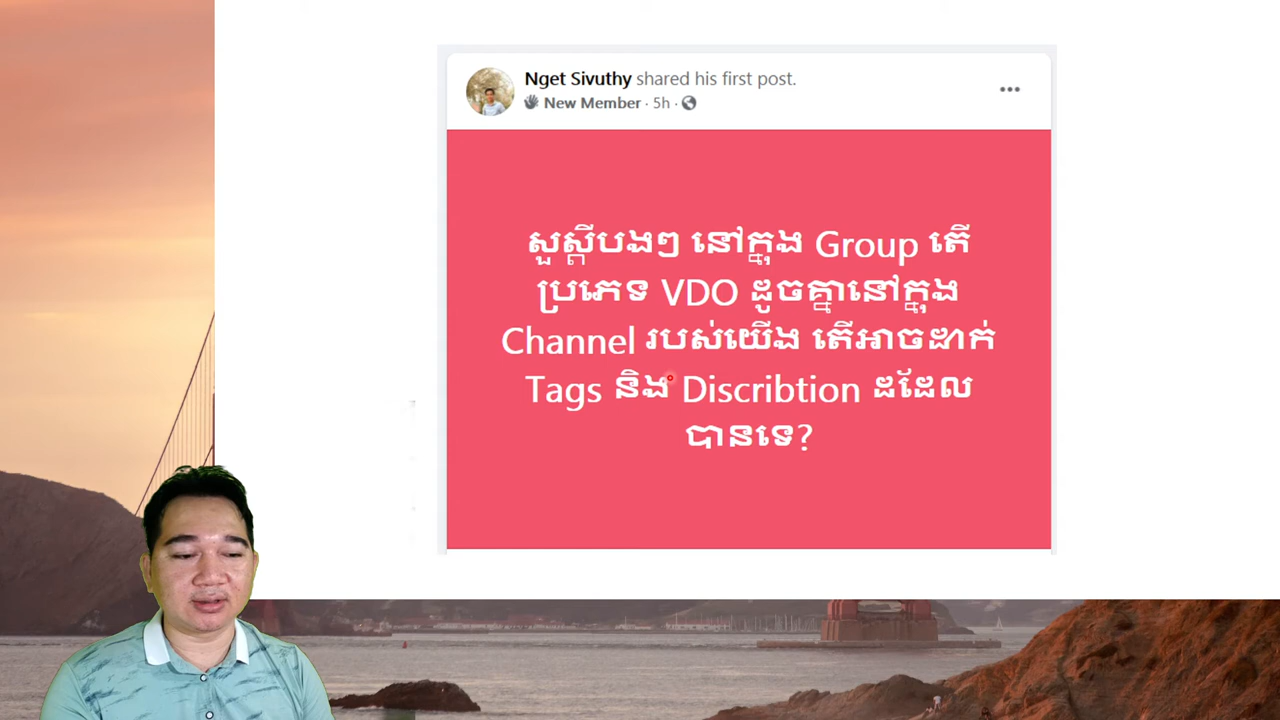 Nget Sivuthy shared his first post.
New Member · 5h ·
សួស្ដីបងៗ នៅក្នុង Group តើ
ប្រភេទ VDO ដូចគ្នានៅក្នុង
Channel របស់យើង តើអាចដាក់
Tags និង Discribtion ដដែល
បានទេ?